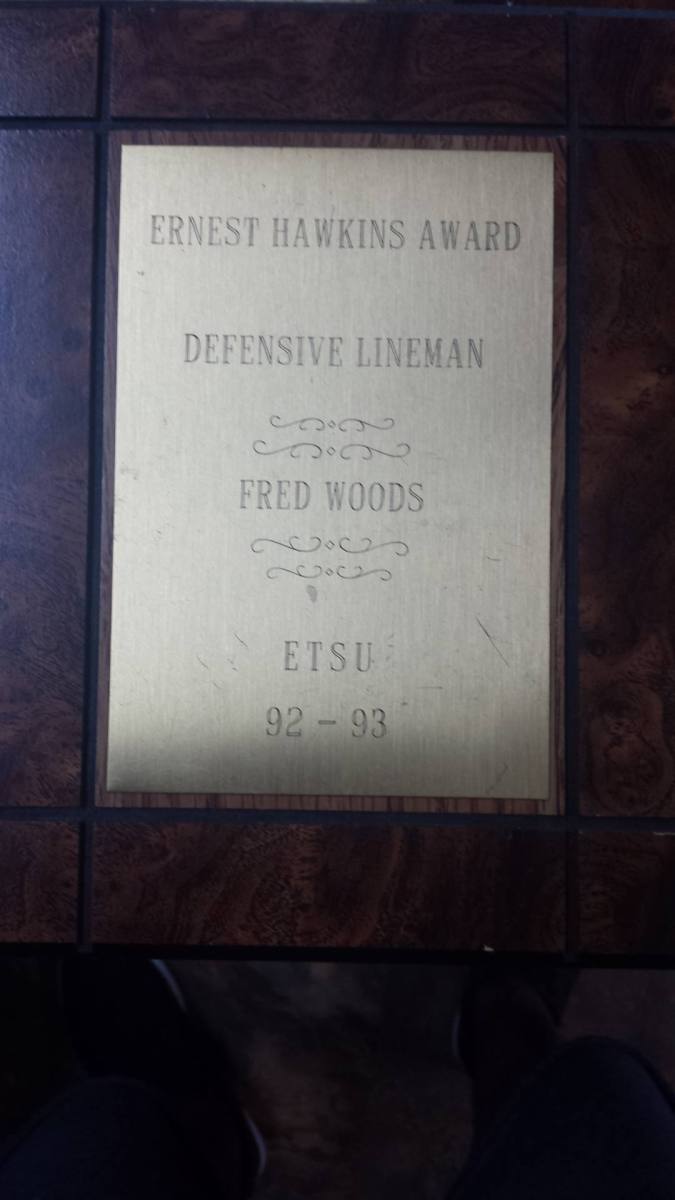 ERNEST HAWKINS AWARD
DEFENSIVE LINEMAN
FRED WOODS
ETSU
92 - 93